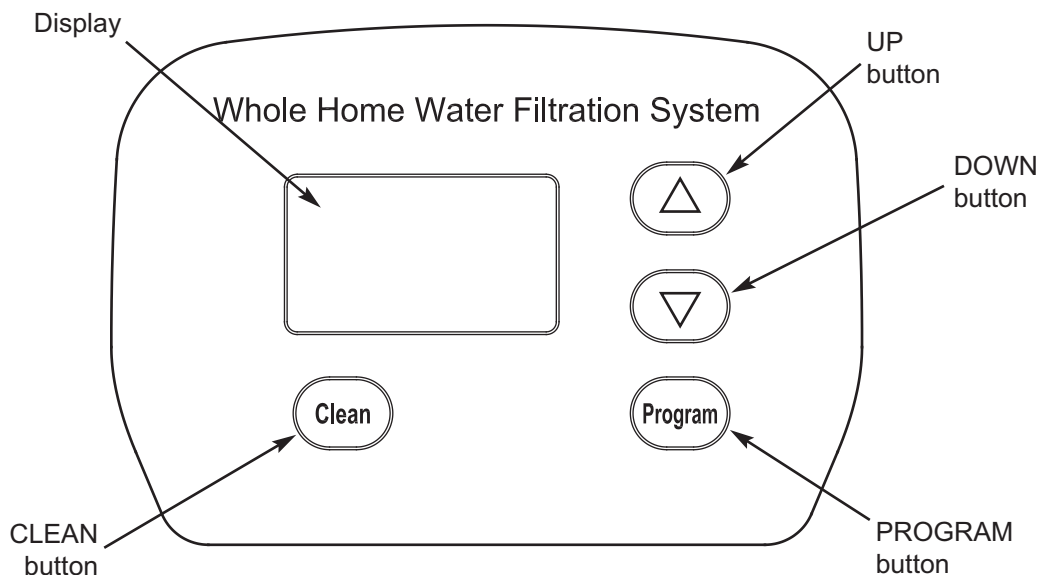 Display
UP
button
Whole Home Water Filtration System
DOWN
button
Clean
Program
CLEAN
button
PROGRAM
button